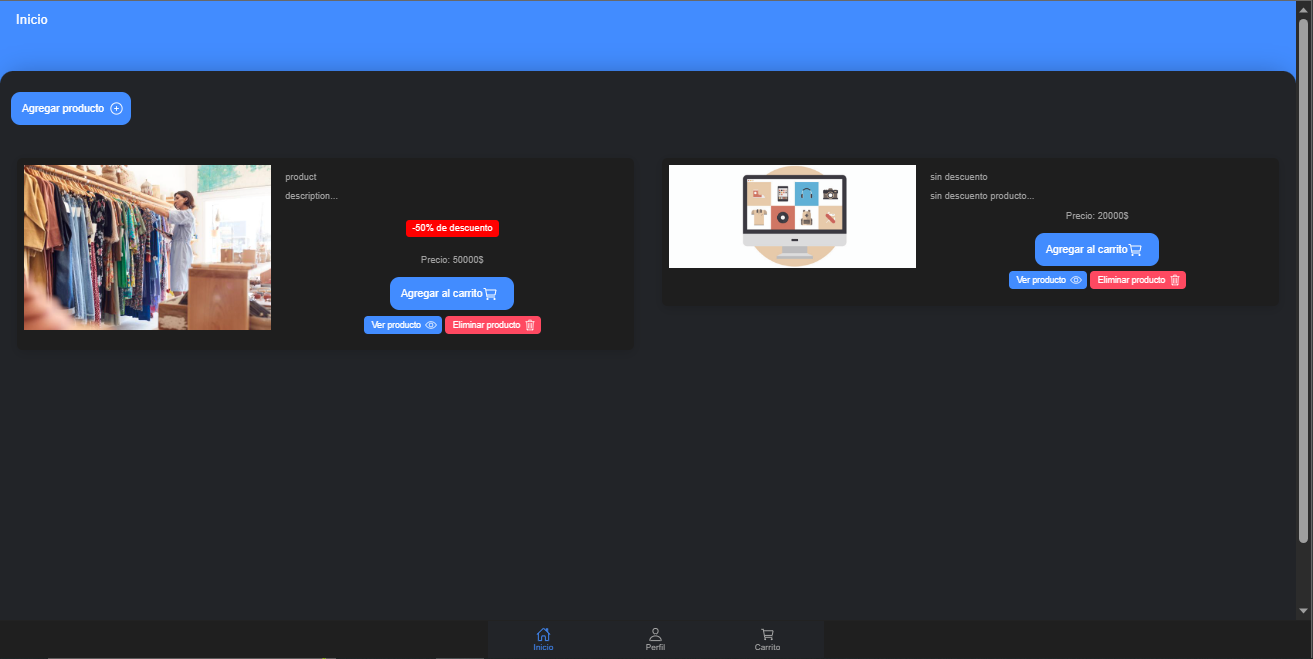 Inicio
Agregar producto
product
description...
-50% de descuento
Precio: 50000$
Agregar al carrito
Ver producto
Eliminar producto
sin descuento
sin descuento producto...
Precio: 20000$
Agregar al carrito
Ver producto
Eliminar producto
Inicio
Perfil
Carrito